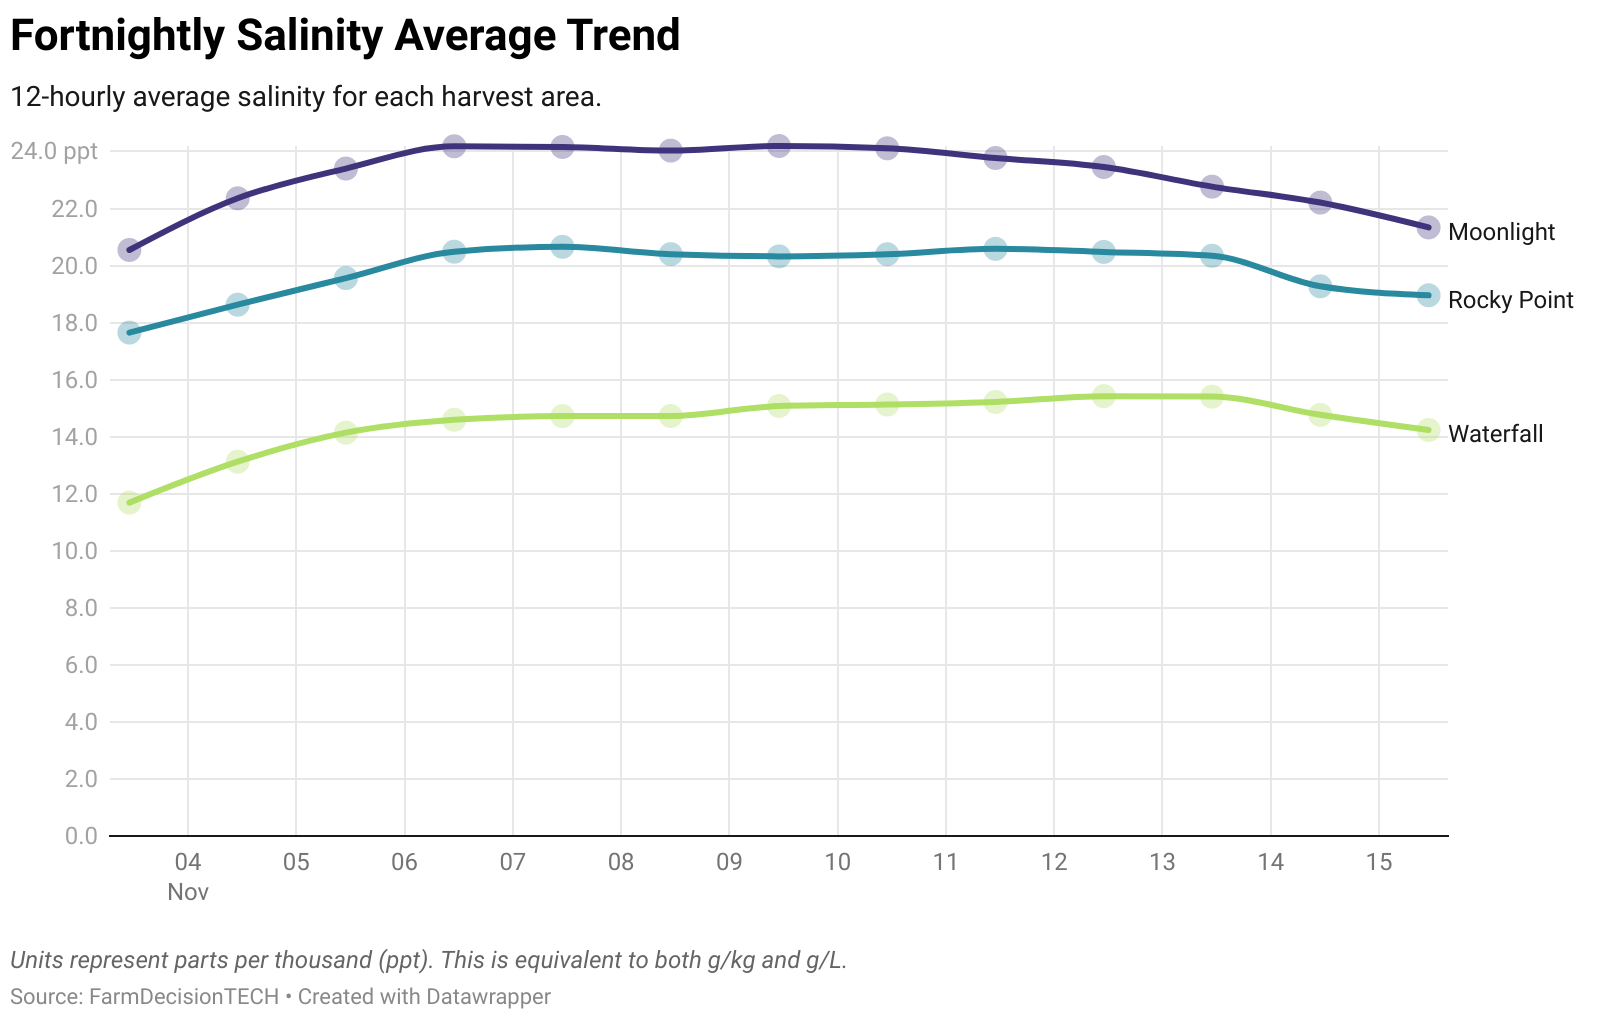 Fortnightly Salinity Average Trend
12-hourly average salinity for each harvest area.
24.0 ppt
22.0
20.0
18.0
16.0
14.0
12.0
10.0
8.0
6.0
4.0
2.0
0.0
Moonlight
Rocky Point
Waterfall
04 05 06 07 08 09 10 11 12 13 14 15
Nov
Units represent parts per thousand (ppt). This is equivalent to both g/kg and g/L.
Source: FarmDecisionTECH • Created with Datawrapper